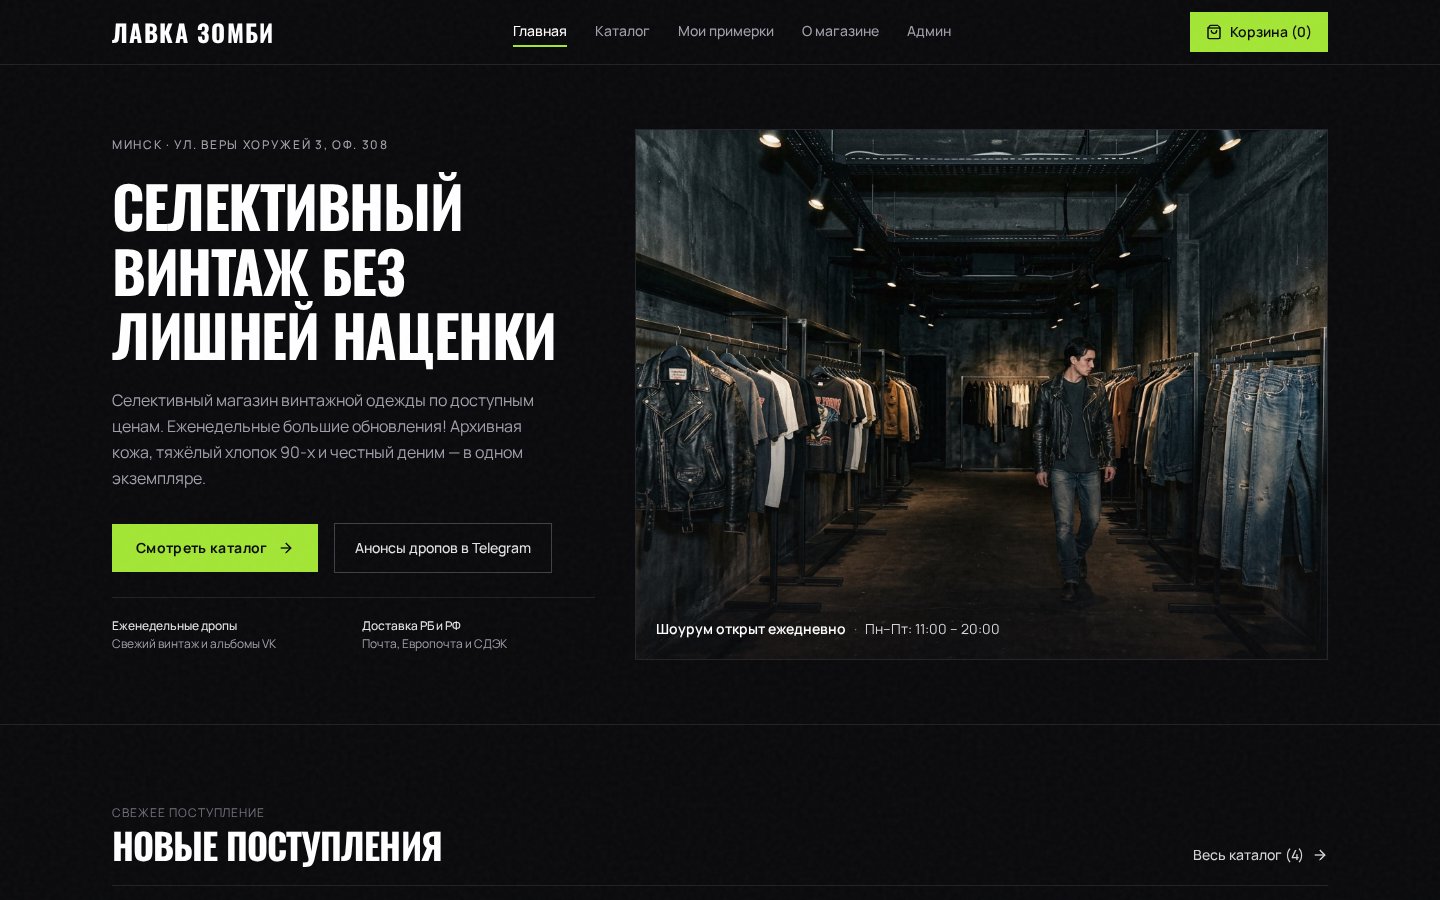 ЛАВКА ЗОМБИ
Главная
Каталог
Мои примерки
О магазине
Админ
Корзина (0)
МИНСК · УЛ. ВЕРЫ ХОРУЖЕЙ 3, ОФ. 308
СЕЛЕКТИВНЫЙ
ВИНТАЖ БЕЗ
ЛИШНЕЙ НАЦЕНКИ
Селективный магазин винтажной одежды по доступным
ценам. Еженедельные большие обновления! Архивная
кожа, тяжёлый хлопок 90-х и честный деним — в одном
экземпляре.
Смотреть каталог
Анонсы дропов в Telegram
Еженедельные дропы
Свежий винтаж и альбомы VK
Доставка РБ и РФ
Почта, Европочта и СДЭК
Шоурум открыт ежедневно · Пн–Пт: 11:00 – 20:00
СВЕЖЕЕ ПОСТУПЛЕНИЕ
НОВЫЕ ПОСТУПЛЕНИЯ
Весь каталог (4)